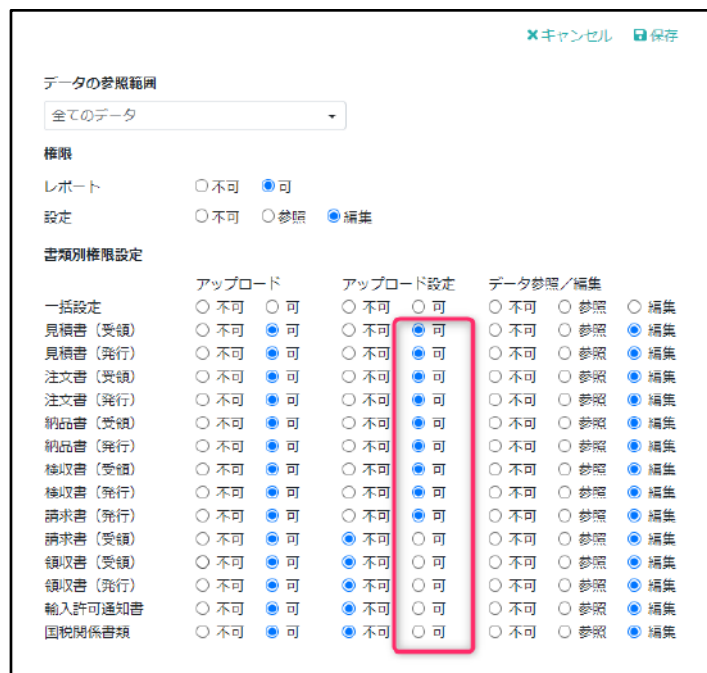 キャンセル 保存
データの参照範囲
全てのデータ
権限
レポート 不可 可
設定 不可 参照 編集
書類別権限設定
アップロード アップロード設定 データ参照／編集
一括設定 不可 可 不可 可 不可 参照 編集
見積書（受領） 不可 可 不可 可 不可 参照 編集
見積書（発行） 不可 可 不可 可 不可 参照 編集
注文書（受領） 不可 可 不可 可 不可 参照 編集
注文書（発行） 不可 可 不可 可 不可 参照 編集
納品書（受領） 不可 可 不可 可 不可 参照 編集
納品書（発行） 不可 可 不可 可 不可 参照 編集
検収書（受領） 不可 可 不可 可 不可 参照 編集
検収書（発行） 不可 可 不可 可 不可 参照 編集
請求書（発行） 不可 可 不可 可 不可 参照 編集
請求書（受領） 不可 可 不可 可 不可 参照 編集
領収書（受領） 不可 可 不可 可 不可 参照 編集
領収書（発行） 不可 可 不可 可 不可 参照 編集
輸入許可通知書 不可 可 不可 可 不可 参照 編集
国税関係書類 不可 可 不可 可 不可 参照 編集